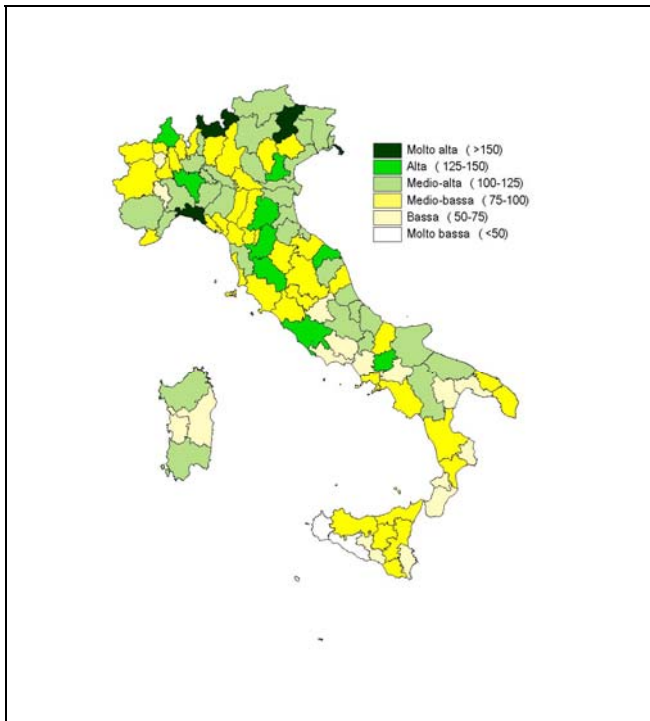 Molto alta (>150)
Alta (125-150)
Medio-alta (100-125)
Medio-bassa (75-100)
Bassa (50-75)
Molto bassa (<50)